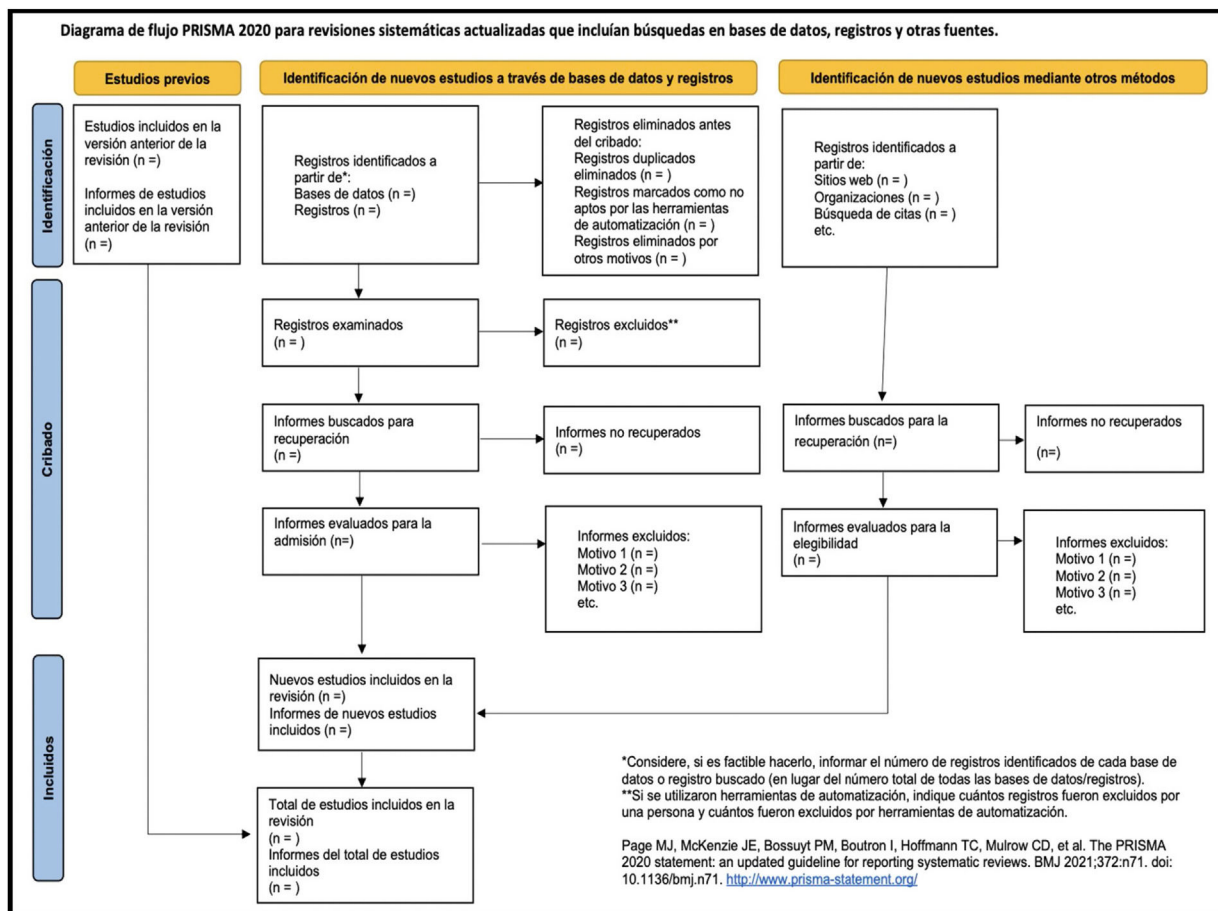 Diagrama de flujo PRISMA 2020 para revisiones sistemáticas actualizadas que incluían búsquedas en bases de datos, registros y otras fuentes.
Estudios previos
Identificación de nuevos estudios a través de bases de datos y registros
Identificación de nuevos estudios mediante otros métodos
Identificación
Estudios incluidos en la
versión anterior de la
revisión (n =)
Informes de estudios
incluidos en la versión
anterior de la revisión
(n =)
Registros identificados a
partir de*:
Bases de datos (n =)
Registros (n =)
Registros eliminados antes
del cribado:
Registros duplicados
eliminados (n = )
Registros marcados como no
aptos por las herramientas
de automatización (n = )
Registros eliminados por
otros motivos (n = )
Registros identificados a
partir de:
Sitios web (n = )
Organizaciones (n = )
Búsqueda de citas (n = )
etc.
Cribado
Registros examinados
(n = )
Registros excluidos**
(n =)
Informes buscados para
recuperación
(n =)
Informes no recuperados
(n =)
Informes buscados para la
recuperación (n=)
Informes no recuperados
(n=)
Informes evaluados para la
admisión (n=)
Informes excluidos:
Motivo 1 (n =)
Motivo 2 (n =)
Motivo 3 (n =)
etc.
Informes evaluados para la
elegibilidad
(n =)
Informes excluidos:
Motivo 1 (n =)
Motivo 2 (n =)
Motivo 3 (n =)
etc.
Incluidos
Nuevos estudios incluidos en la
revisión (n =)
Informes de nuevos estudios
incluidos (n =)
Total de estudios incluidos en la
revisión
(n = )
Informes del total de estudios
incluidos
(n = )
*Considere, si es factible hacerlo, informar el número de registros identificados de cada base de
datos o registro buscado (en lugar del número total de todas las bases de datos/registros).
**Si se utilizaron herramientas de automatización, indique cuántos registros fueron excluidos por
una persona y cuántos fueron excluidos por herramientas de automatización.
Page MJ, McKenzie JE, Bossuyt PM, Boutron I, Hoffmann TC, Mulrow CD, et al. The PRISMA
2020 statement: an updated guideline for reporting systematic reviews. BMJ 2021;372:n71. doi:
10.1136/bmj.n71. http://www.prisma-statement.org/